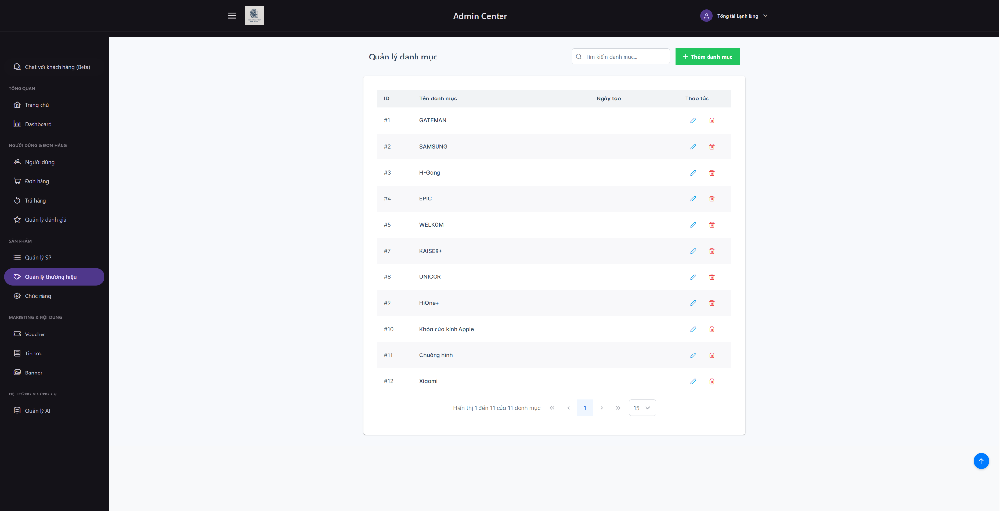 Admin Center
Tổng tài Lạnh lùng
Chat với khách hàng (Beta)
TỔNG QUAN
Trang chủ
Dashboard
NGƯỜI DÙNG & ĐƠN HÀNG
Người dùng
Đơn hàng
Trả hàng
Quản lý đánh giá
SẢN PHẨM
Quản lý SP
Quản lý thương hiệu
Chức năng
MARKETING & NỘI DUNG
Voucher
Tin tức
Banner
HỆ THỐNG & CÔNG CỤ
Quản lý AI
Quản lý danh mục
Tìm kiếm danh mục...
Thêm danh mục
ID Tên danh mục Ngày tạo Thao tác
#1 GATEMAN
#2 SAMSUNG
#3 H-Gang
#4 EPIC
#5 WELKOM
#7 KAISER+
#8 UNICOR
#9 HiOne+
#10 Khóa cửa kính Apple
#11 Chuông hình
#12 Xiaomi
Hiển thị 1 đến 11 của 11 danh mục 1 15